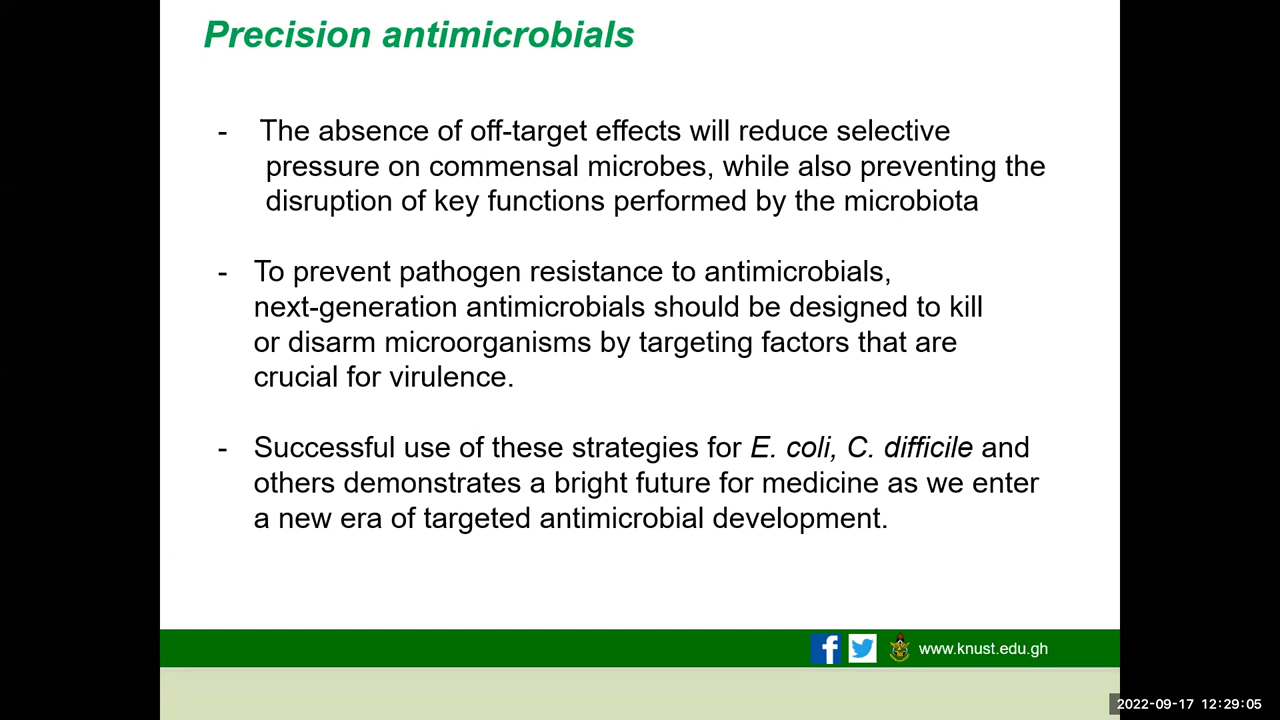 Precision antimicrobials
- The absence of off-target effects will reduce selective
pressure on commensal microbes, while also preventing the
disruption of key functions performed by the microbiota
- To prevent pathogen resistance to antimicrobials,
next-generation antimicrobials should be designed to kill
or disarm microorganisms by targeting factors that are
crucial for virulence.
- Successful use of these strategies for E. coli, C. difficile and
others demonstrates a bright future for medicine as we enter
a new era of targeted antimicrobial development.
www.knust.edu.gh
2022-09-17 12:29:05